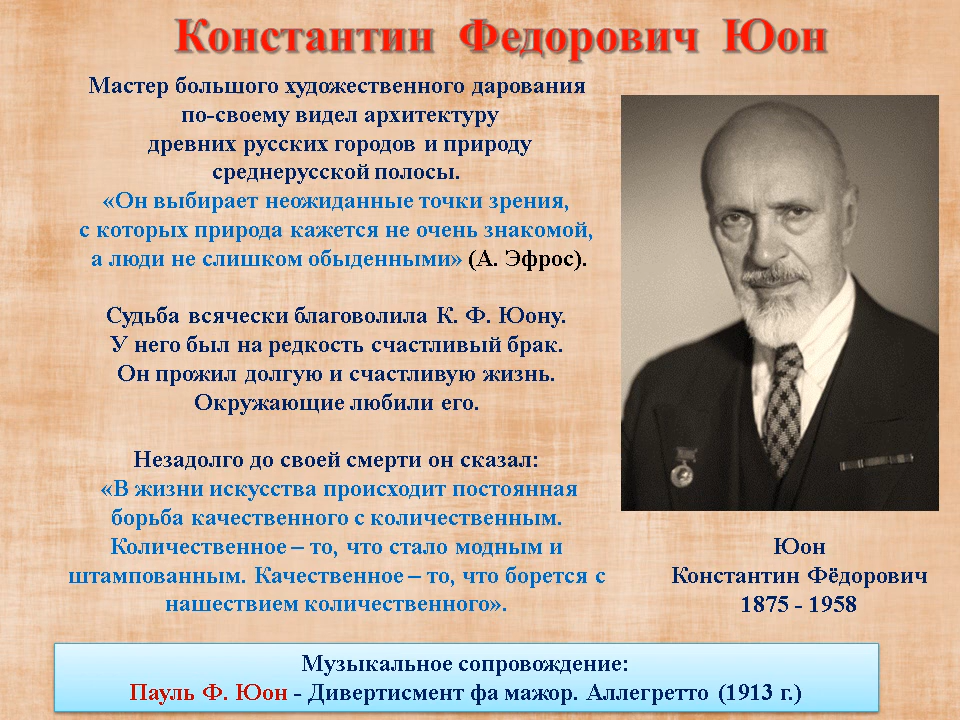 Константин Федорович Юон
Мастер большого художественного дарования
по-своему видел архитектуру
древних русских городов и природу
среднерусской полосы.
«Он выбирает неожиданные точки зрения,
с которых природа кажется не очень знакомой,
а люди не слишком обыденными» (А. Эфрос).
Судьба всячески благоволила К. Ф. Юону.
У него был на редкость счастливый брак.
Он прожил долгую и счастливую жизнь.
Окружающие любили его.
Незадолго до своей смерти он сказал:
«В жизни искусства происходит постоянная
борьба качественного с количественным.
Количественное – то, что стало модным и
штампованным. Качественное – то, что борется с
нашествием количественного».
Юон
Константин Фёдорович
1875 - 1958
Музыкальное сопровождение:
Пауль Ф. Юон - Дивертисмент фа мажор. Аллегретто (1913 г.)